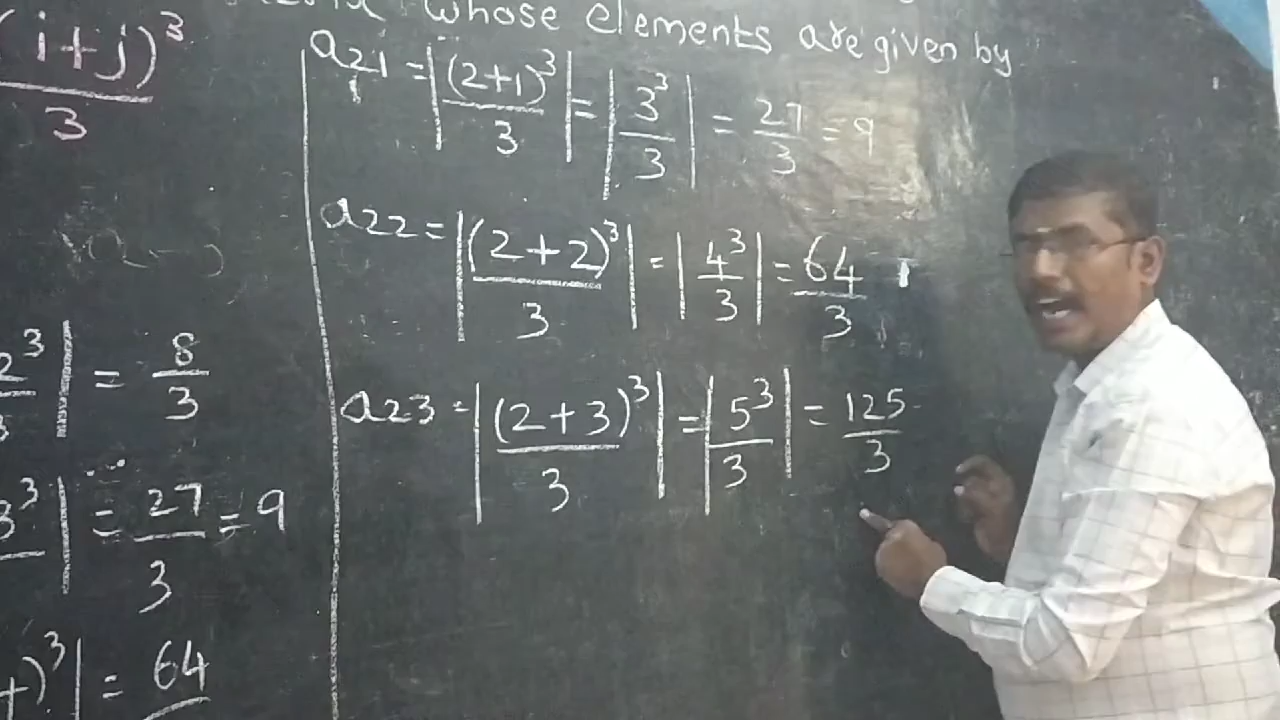 whose elements are given by
(i+j)³/3
a21 = |(2+1)³/3| = |3³/3| = 27/3 = 9
a22 = |(2+2)³/3| = |4³/3| = 64/3
a23 = |(2+3)³/3| = |5³/3| = 125/3
2³/3| = 8/3
3³| = 27/3 = 9
)³| = 64